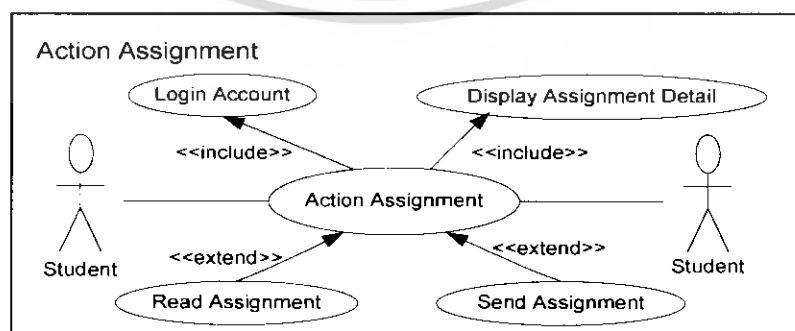 Action Assignment
Login Account
Display Assignment Detail
<<include>>
<<include>>
Action Assignment
<<extend>>
<<extend>>
Student
Student
Read Assignment
Send Assignment